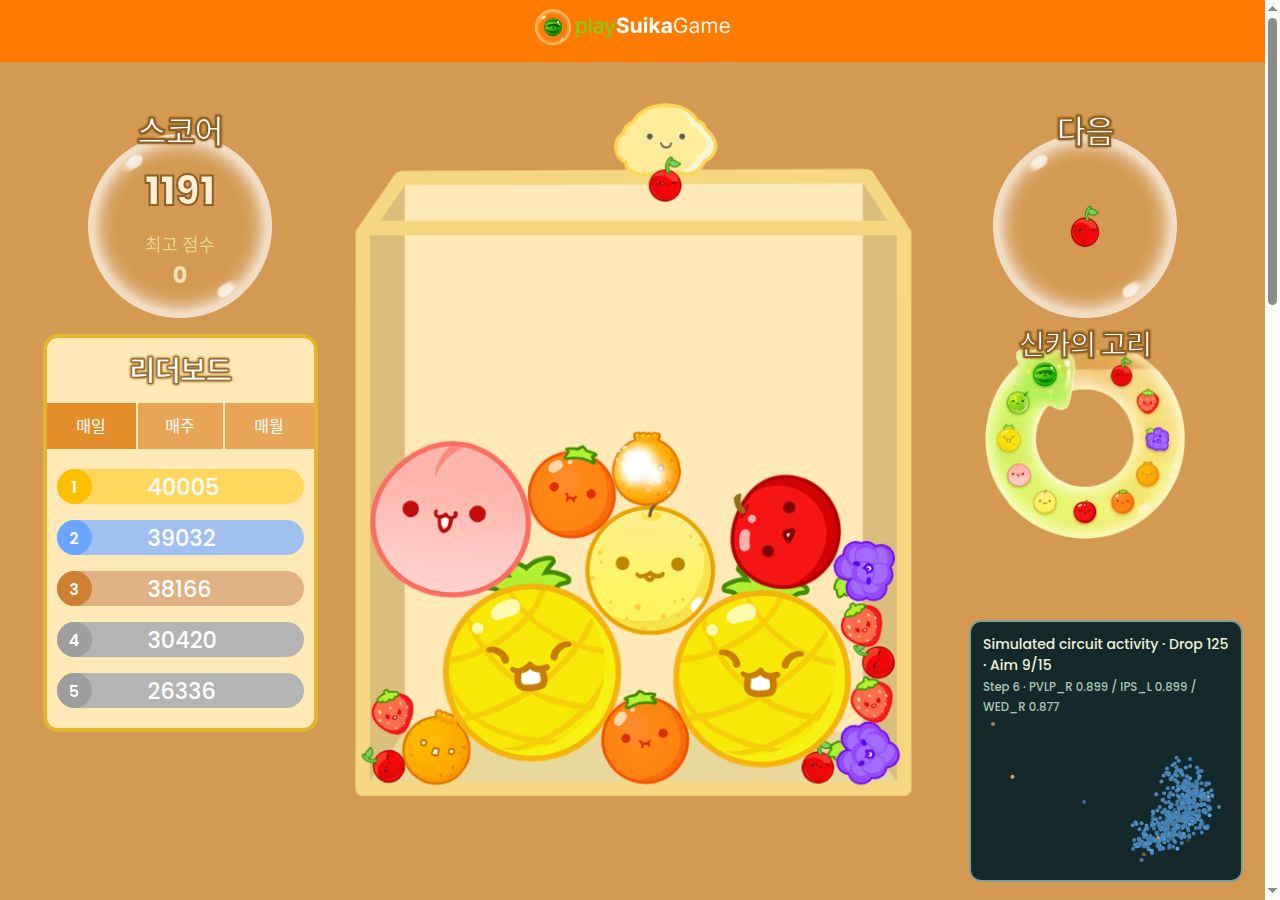 playSuikaGame
스코어
1191
최고 점수
0
다음
리더보드
매일 매주 매월
1 40005
2 39032
3 38166
4 30420
5 26336
신카의 고리
Simulated circuit activity · Drop 125
· Aim 9/15
Step 6 · PVLP_R 0.899 / IPS_L 0.899 /
WED_R 0.877